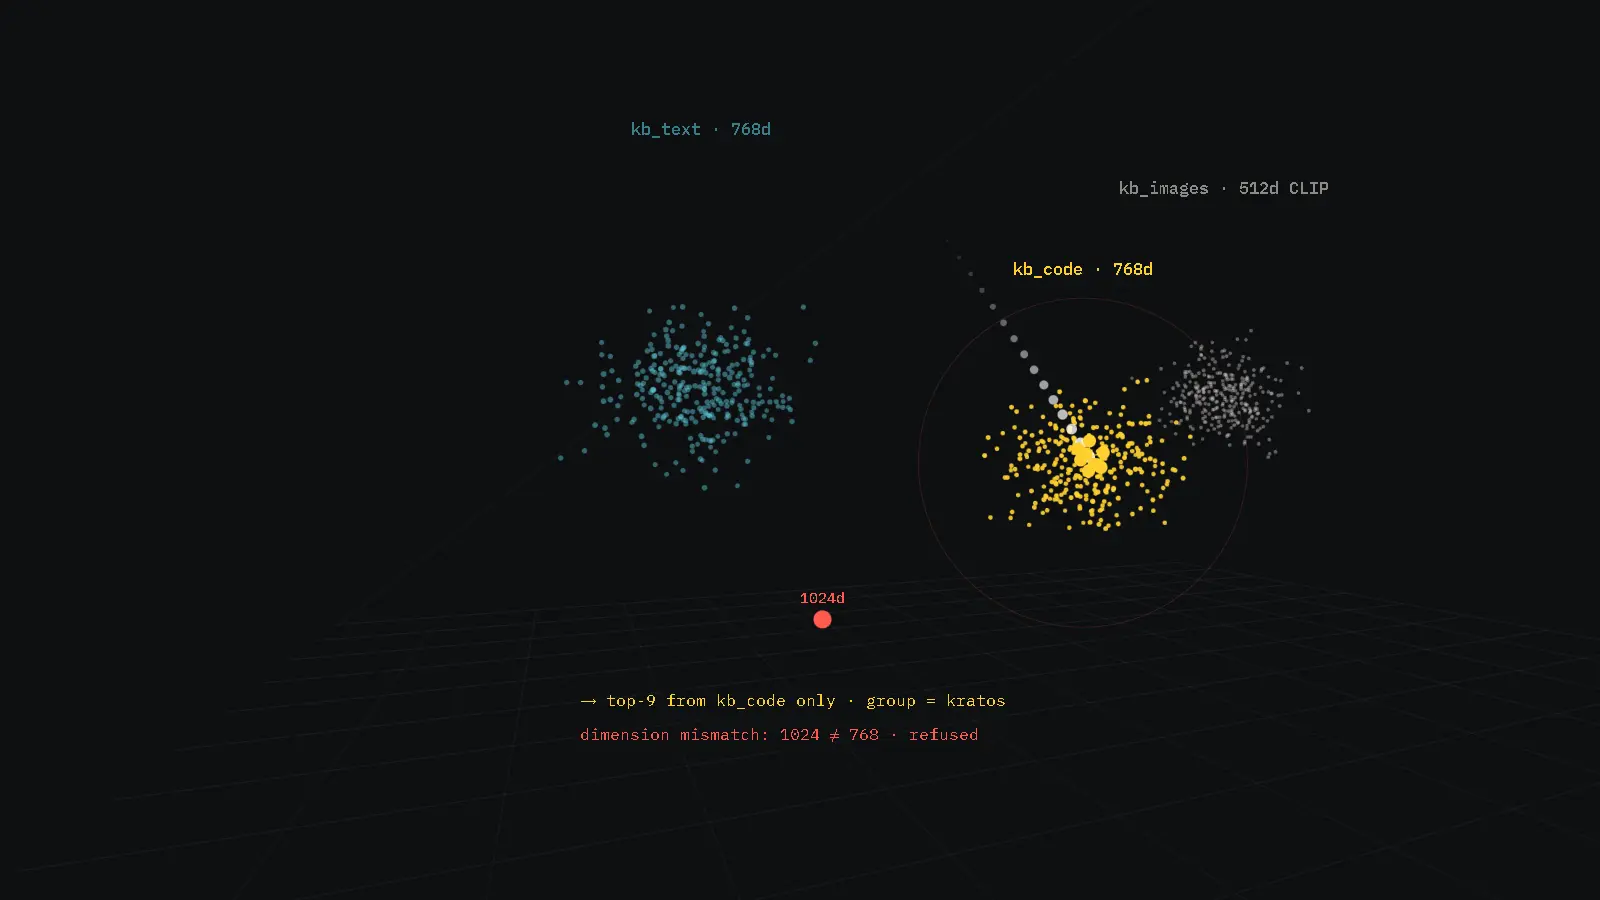 kb_text · 768d
kb_images · 512d CLIP
kb_code · 768d
1024d
→ top-9 from kb_code only · group = kratos
dimension mismatch: 1024 ≠ 768 · refused